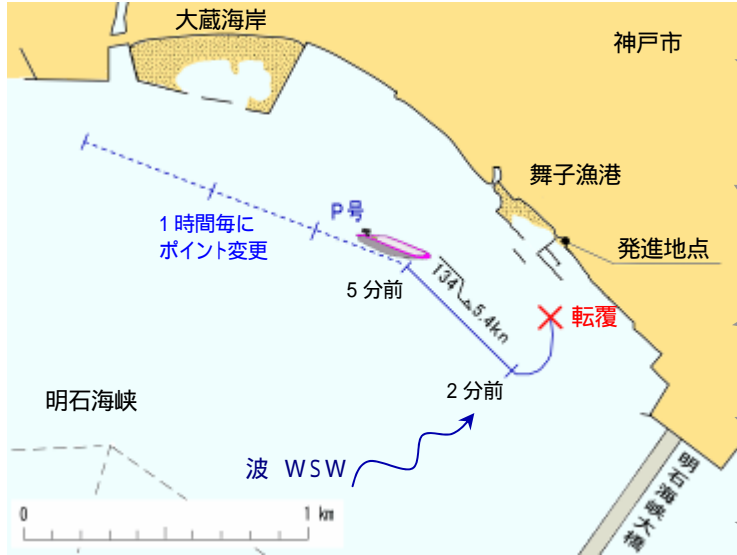 大蔵海岸
神戸市
舞子漁港
P号
1時間毎に
ポイント変更
発進地点
5分前
134
5.4kn
転覆
2分前
明石海峡
波 WSW
明石海峡大橋
0
1 km